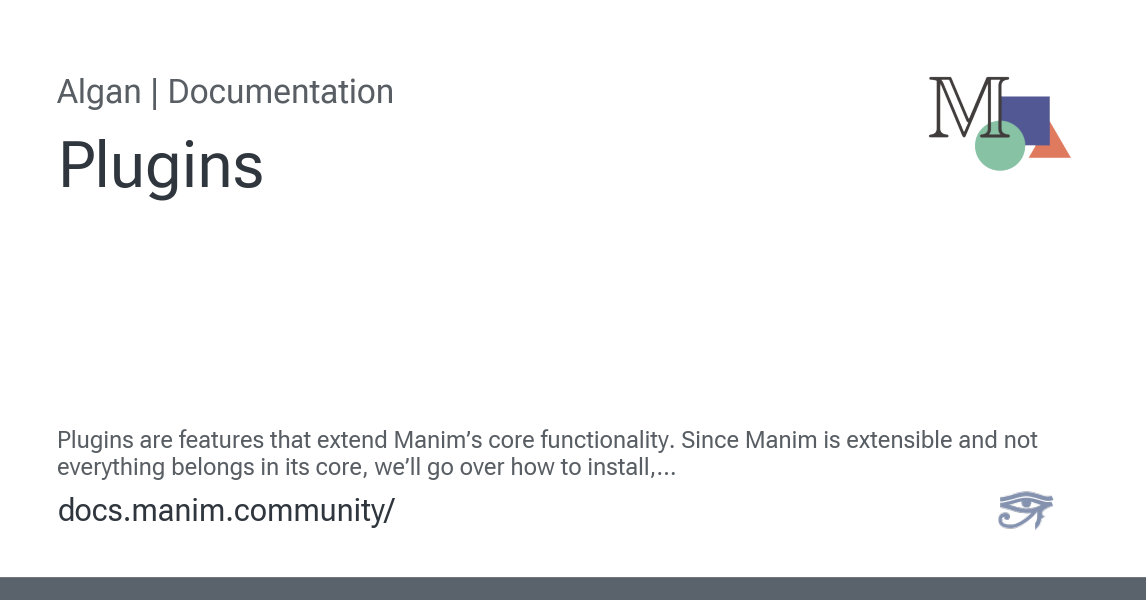 Algan | Documentation
M
Plugins
Plugins are features that extend Manim’s core functionality. Since Manim is extensible and not
everything belongs in its core, we’ll go over how to install,...
docs.manim.community/